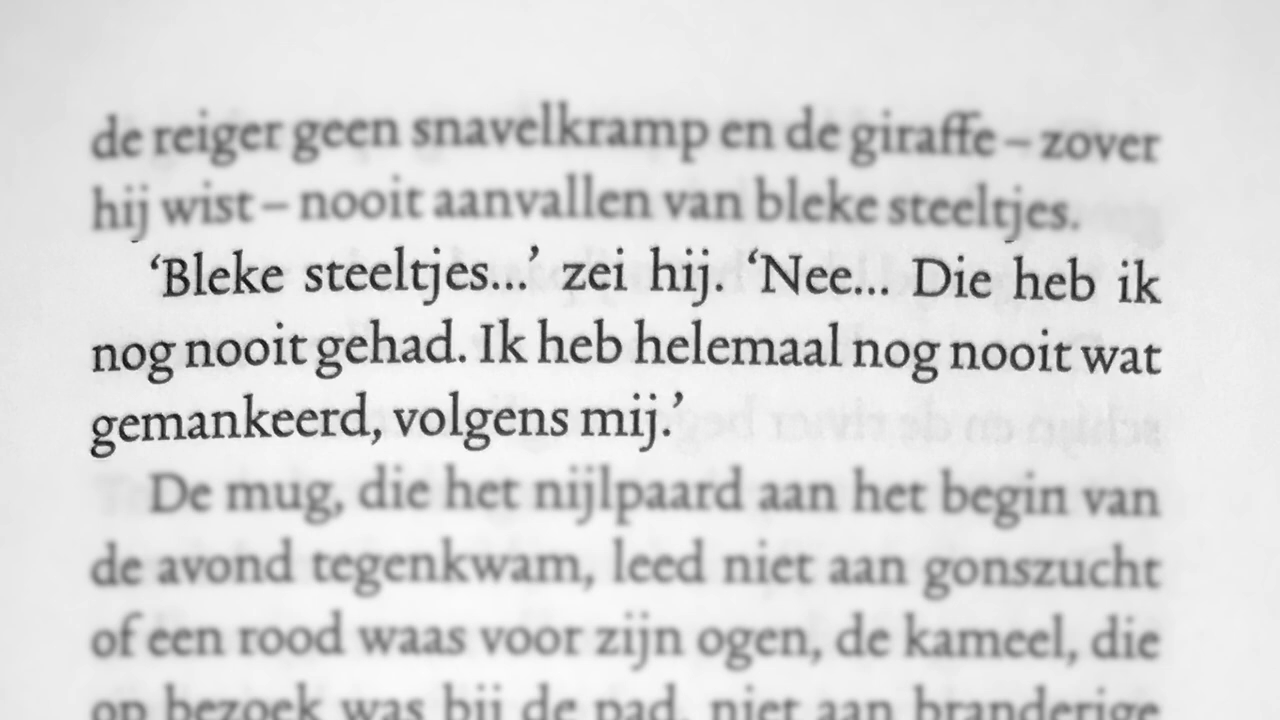 de reiger geen snavelkramp en de giraffe – zover
hij wist – nooit aanvallen van bleke steeltjes.
‘Bleke steeltjes...’ zei hij. ‘Nee... Die heb ik
nog nooit gehad. Ik heb helemaal nog nooit wat
gemankeerd, volgens mij.’
De mug, die het nijlpaard aan het begin van
de avond tegenkwam, leed niet aan gonszucht
of een rood waas voor zijn ogen, de kameel, die
op bezoek was bij de pad, niet aan branderige